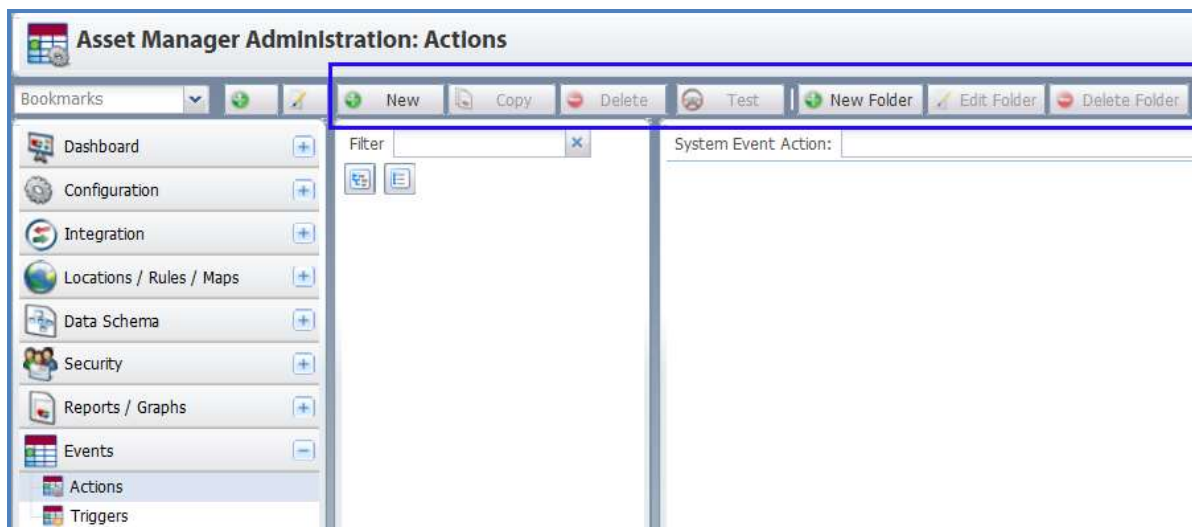 Asset Manager Administration: Actions
Bookmarks
New
Copy
Delete
Test
New Folder
Edit Folder
Delete Folder
Dashboard
Configuration
Integration
Locations / Rules / Maps
Data Schema
Security
Reports / Graphs
Events
Actions
Triggers
Filter
System Event Action: